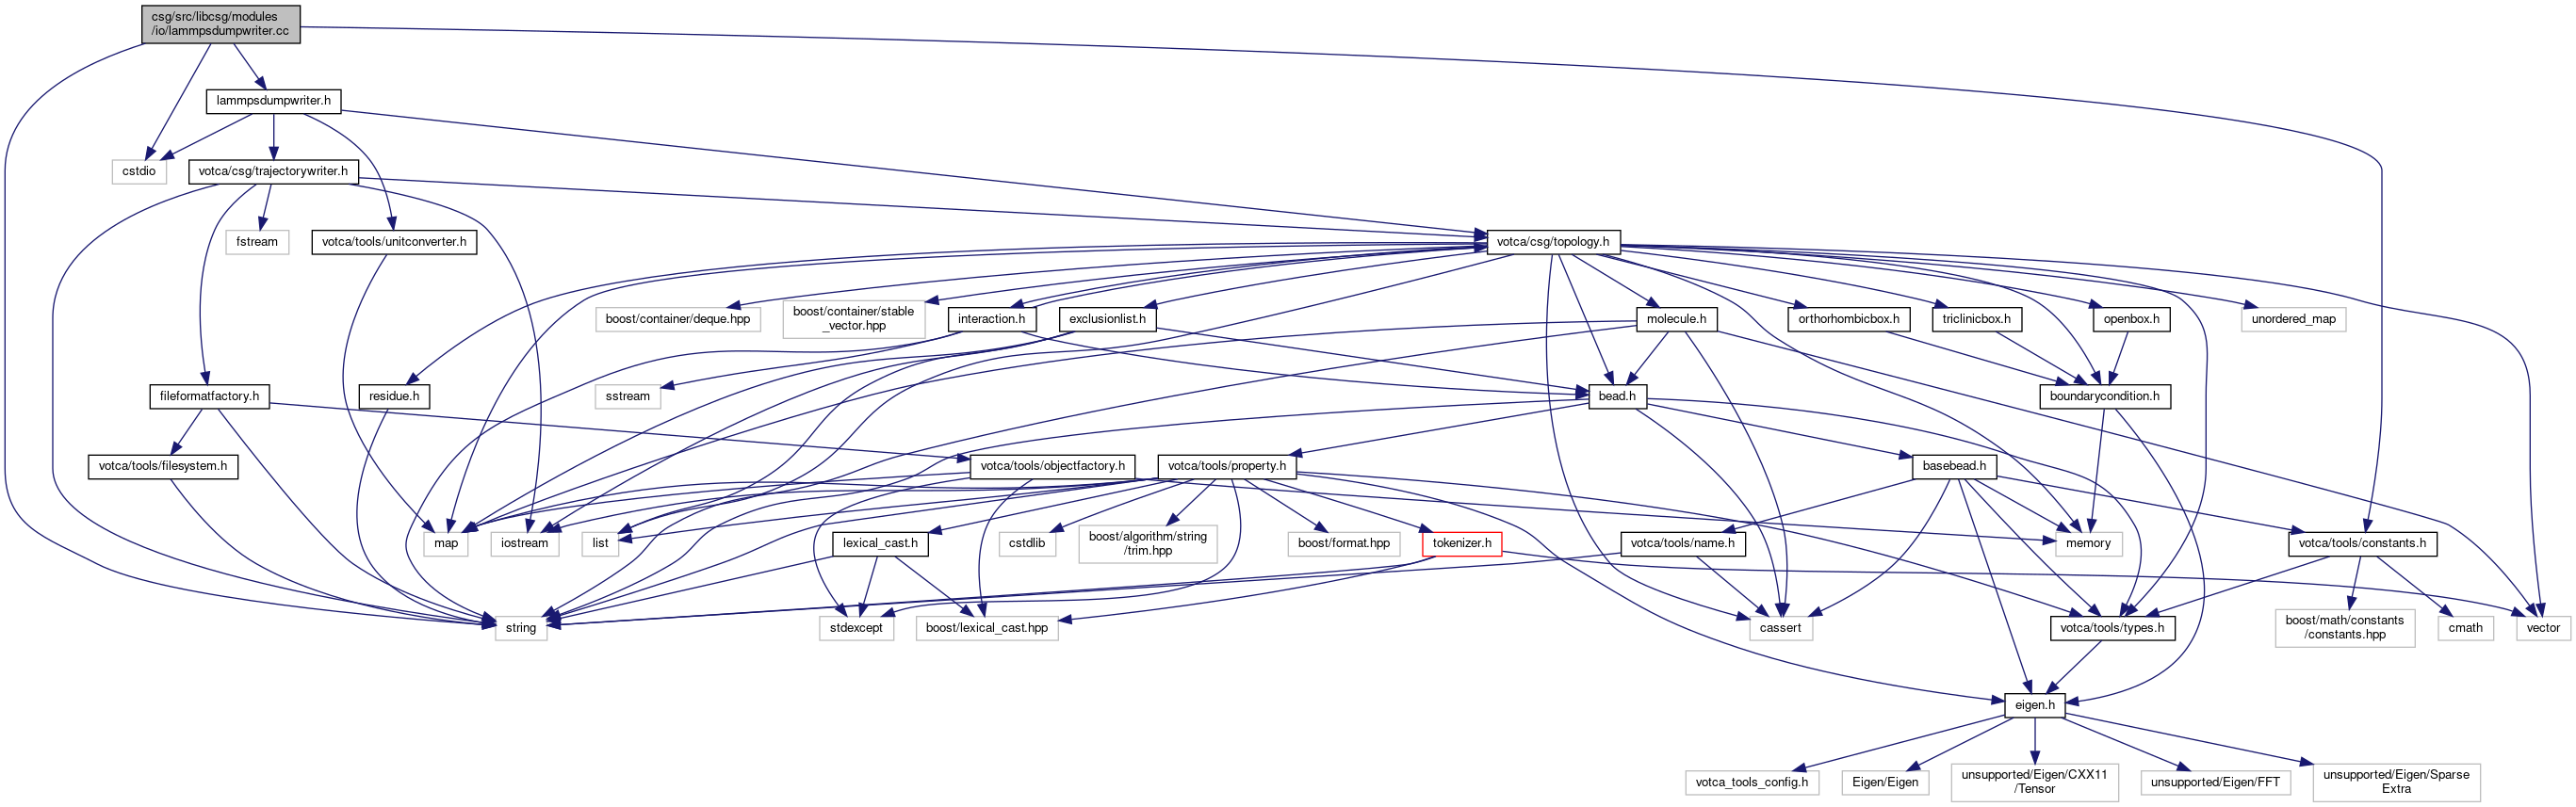 csg/src/libcsg/modules
/io/lammpsdumpwriter.cc
lammpsdumpwriter.h
cstdio
votca/csg/trajectorywriter.h
fstream
votca/tools/unitconverter.h
votca/csg/topology.h
boost/container/deque.hpp
boost/container/stable
_vector.hpp
interaction.h
exclusionlist.h
molecule.h
orthorhombicbox.h
triclinicbox.h
openbox.h
unordered_map
fileformatfactory.h
residue.h
sstream
bead.h
boundarycondition.h
votca/tools/filesystem.h
votca/tools/objectfactory.h
votca/tools/property.h
basebead.h
map
iostream
list
lexical_cast.h
cstdlib
boost/algorithm/string
/trim.hpp
boost/format.hpp
tokenizer.h
votca/tools/name.h
memory
votca/tools/constants.h
string
stdexcept
boost/lexical_cast.hpp
cassert
votca/tools/types.h
boost/math/constants
/constants.hpp
cmath
vector
eigen.h
votca_tools_config.h
Eigen/Eigen
unsupported/Eigen/CXX11
/Tensor
unsupported/Eigen/FFT
unsupported/Eigen/Sparse
Extra